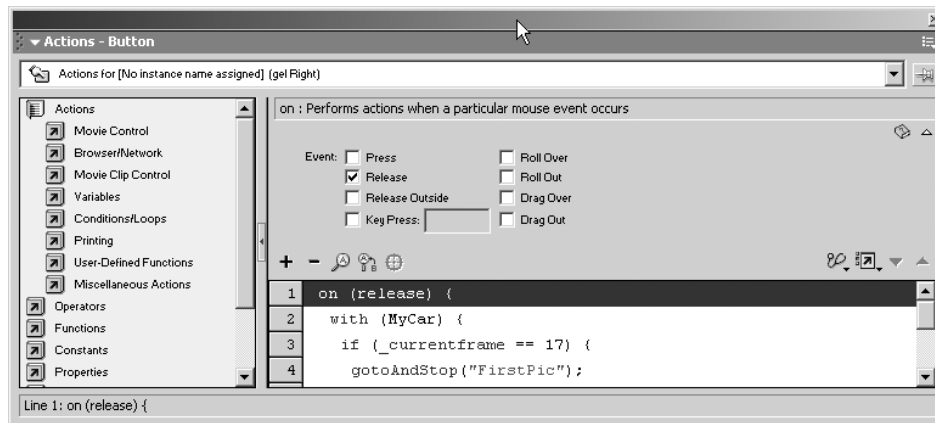 Actions - Button
Actions for [No instance name assigned] (gel Right)
Actions
Movie Control
Browser/Network
Movie Clip Control
Variables
Conditions/Loops
Printing
User-Defined Functions
Miscellaneous Actions
Operators
Functions
Constants
Properties
on : Performs actions when a particular mouse event occurs
Event: Press Roll Over
Release Roll Out
Release Outside Drag Over
Key Press: Drag Out
1 on (release) {
2 with (MyCar) {
3 if (_currentframe == 17) {
4 gotoAndStop("FirstPic");
Line 1: on (release) {